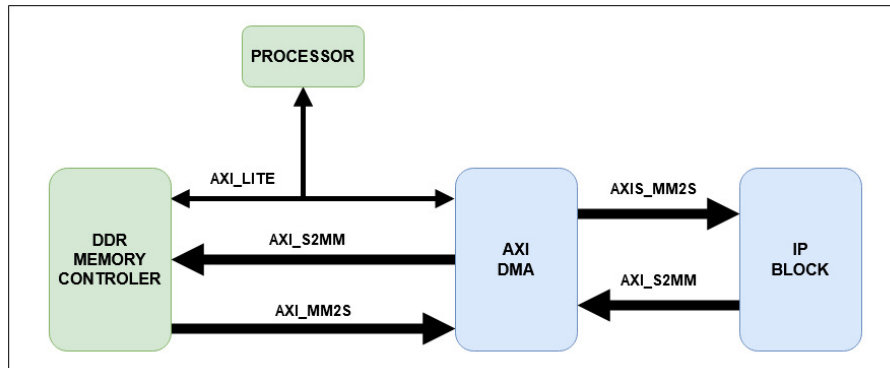 PROCESSOR
AXI_LITE
AXIS_MM2S
DDR
MEMORY
CONTROLER
AXI_S2MM
AXI
DMA
IP
BLOCK
AXI_S2MM
AXI_MM2S